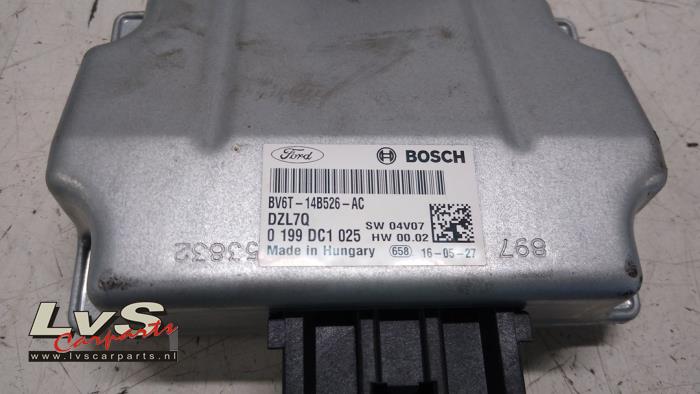 Ford BOSCH
BV6T-14B526-AC
DZL7Q
SW 04V07
0 199 DC1 025 HW 00.02
Made in Hungary 658 16-05-27
53832
897
LvS
Carparts
www.lvscarparts.nl